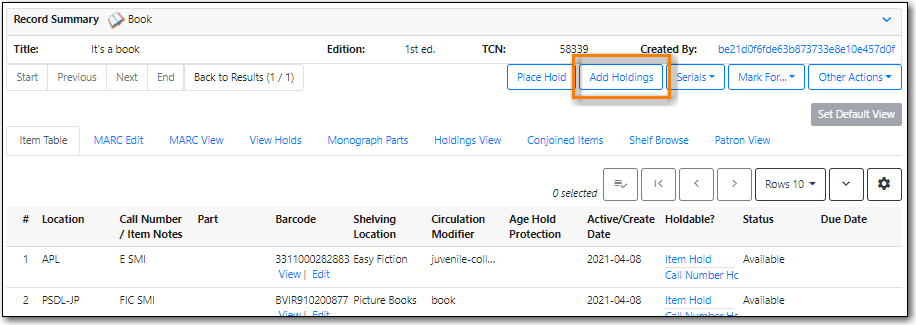 Record Summary Book
Title: It's a book Edition: 1st ed. TCN: 58339 Created By: be21d0f6fde63b873733e8e10e457d0f
Start Previous Next End Back to Results (1 / 1) Place Hold Add Holdings Serials Mark For... Other Actions
Set Default View
Item Table MARC Edit MARC View View Holds Monograph Parts Holdings View Conjoined Items Shelf Browse Patron View
0 selected Rows 10
# Location Call Number Part Barcode Shelving Circulation Age Hold Active/Create Holdable? Status Due Date
/ Item Notes Location Modifier Protection Date
1 APL E SMI 3311000282883 Easy Fiction juvenile-coll... 2021-04-08 Item Hold Available
View | Edit Call Number Hc
2 PSDL-JP FIC SMI BVIR910200877 Picture Books book 2021-04-08 Item Hold Available
View | Edit Call Number Hc